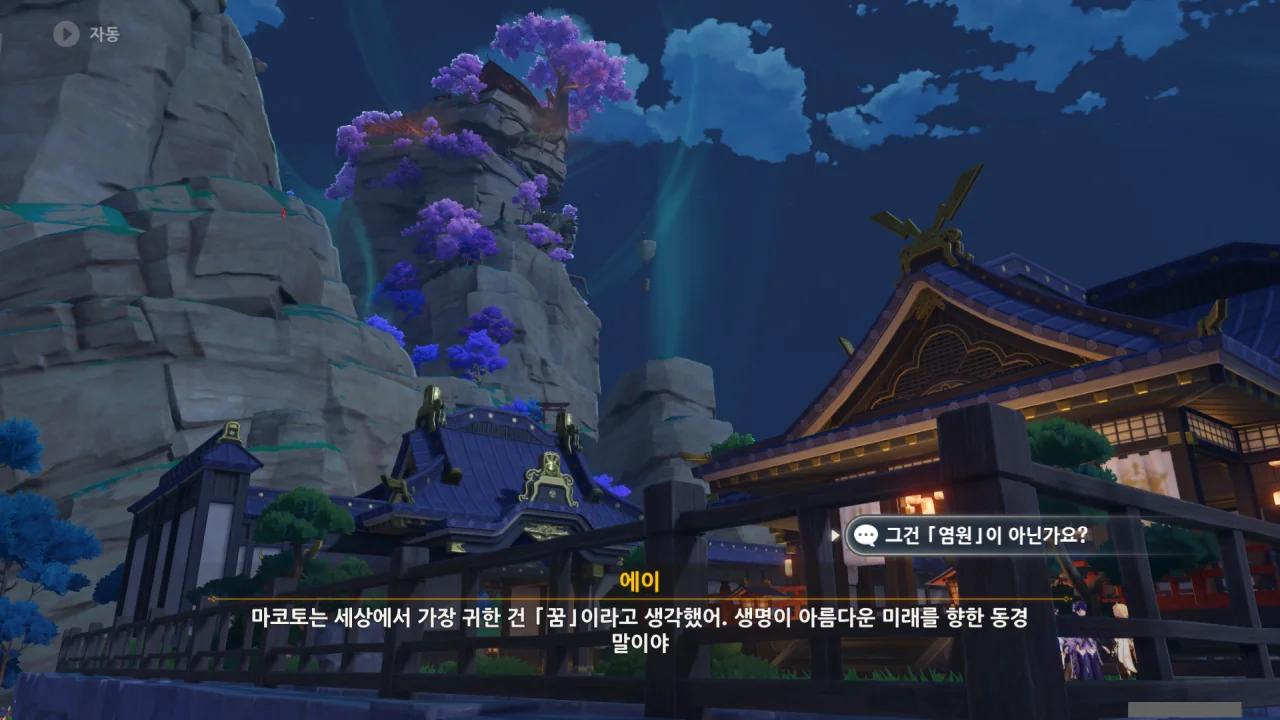 자동
그건 「염원」이 아닌가요?
에이
마코토는 세상에서 가장 귀한 건 「꿈」이라고 생각했어. 생명이 아름다운 미래를 향한 동경
말이야